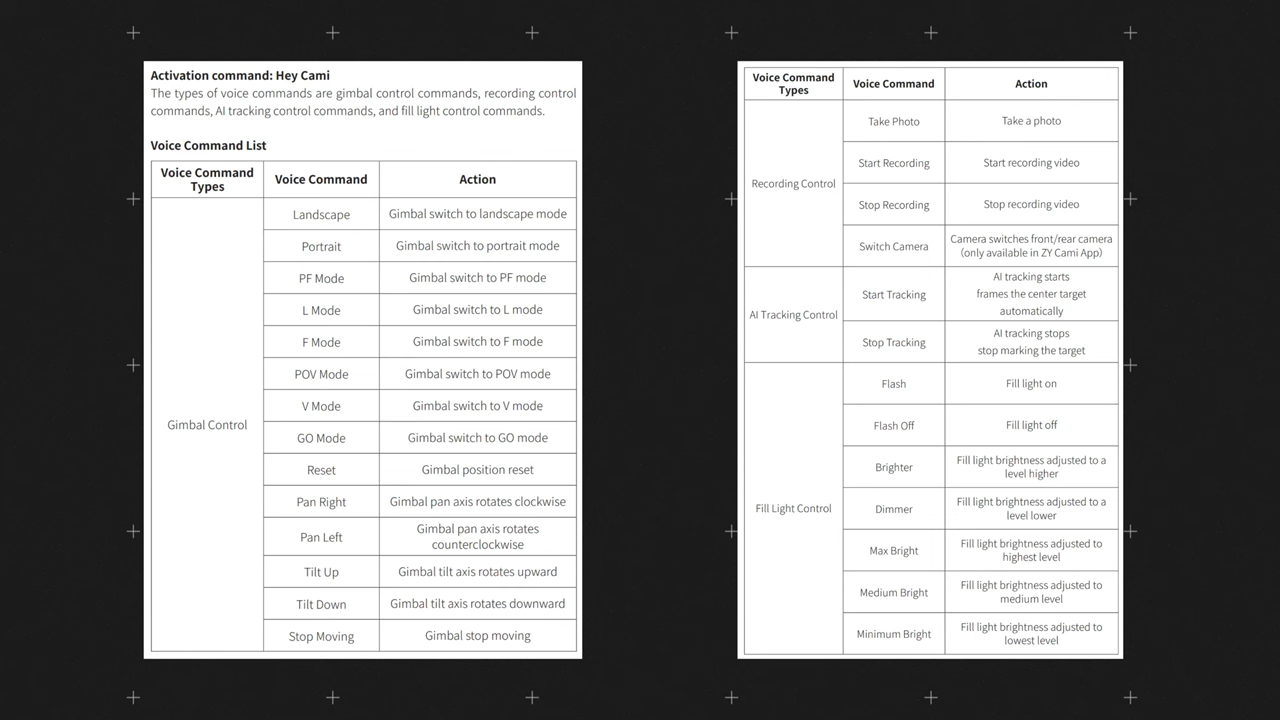 Activation command: Hey Cami
The types of voice commands are gimbal control commands, recording control
commands, AI tracking control commands, and fill light control commands.
Voice Command List
Voice Command
Types
Voice Command
Action
Gimbal Control
Landscape
Gimbal switch to landscape mode
Portrait
Gimbal switch to portrait mode
PF Mode
Gimbal switch to PF mode
L Mode
Gimbal switch to L mode
F Mode
Gimbal switch to F mode
POV Mode
Gimbal switch to POV mode
V Mode
Gimbal switch to V mode
GO Mode
Gimbal switch to GO mode
Reset
Gimbal position reset
Pan Right
Gimbal pan axis rotates clockwise
Pan Left
Gimbal pan axis rotates
counterclockwise
Tilt Up
Gimbal tilt axis rotates upward
Tilt Down
Gimbal tilt axis rotates downward
Stop Moving
Gimbal stop moving
Voice Command
Types
Voice Command
Action
Recording Control
Take Photo
Take a photo
Start Recording
Start recording video
Stop Recording
Stop recording video
Switch Camera
Camera switches front/rear camera
(only available in ZY Cami App)
AI Tracking Control
Start Tracking
AI tracking starts
frames the center target
automatically
Stop Tracking
AI tracking stops
stop marking the target
Fill Light Control
Flash
Fill light on
Flash Off
Fill light off
Brighter
Fill light brightness adjusted to a
level higher
Dimmer
Fill light brightness adjusted to a
level lower
Max Bright
Fill light brightness adjusted to
highest level
Medium Bright
Fill light brightness adjusted to
medium level
Minimum Bright
Fill light brightness adjusted to
lowest level